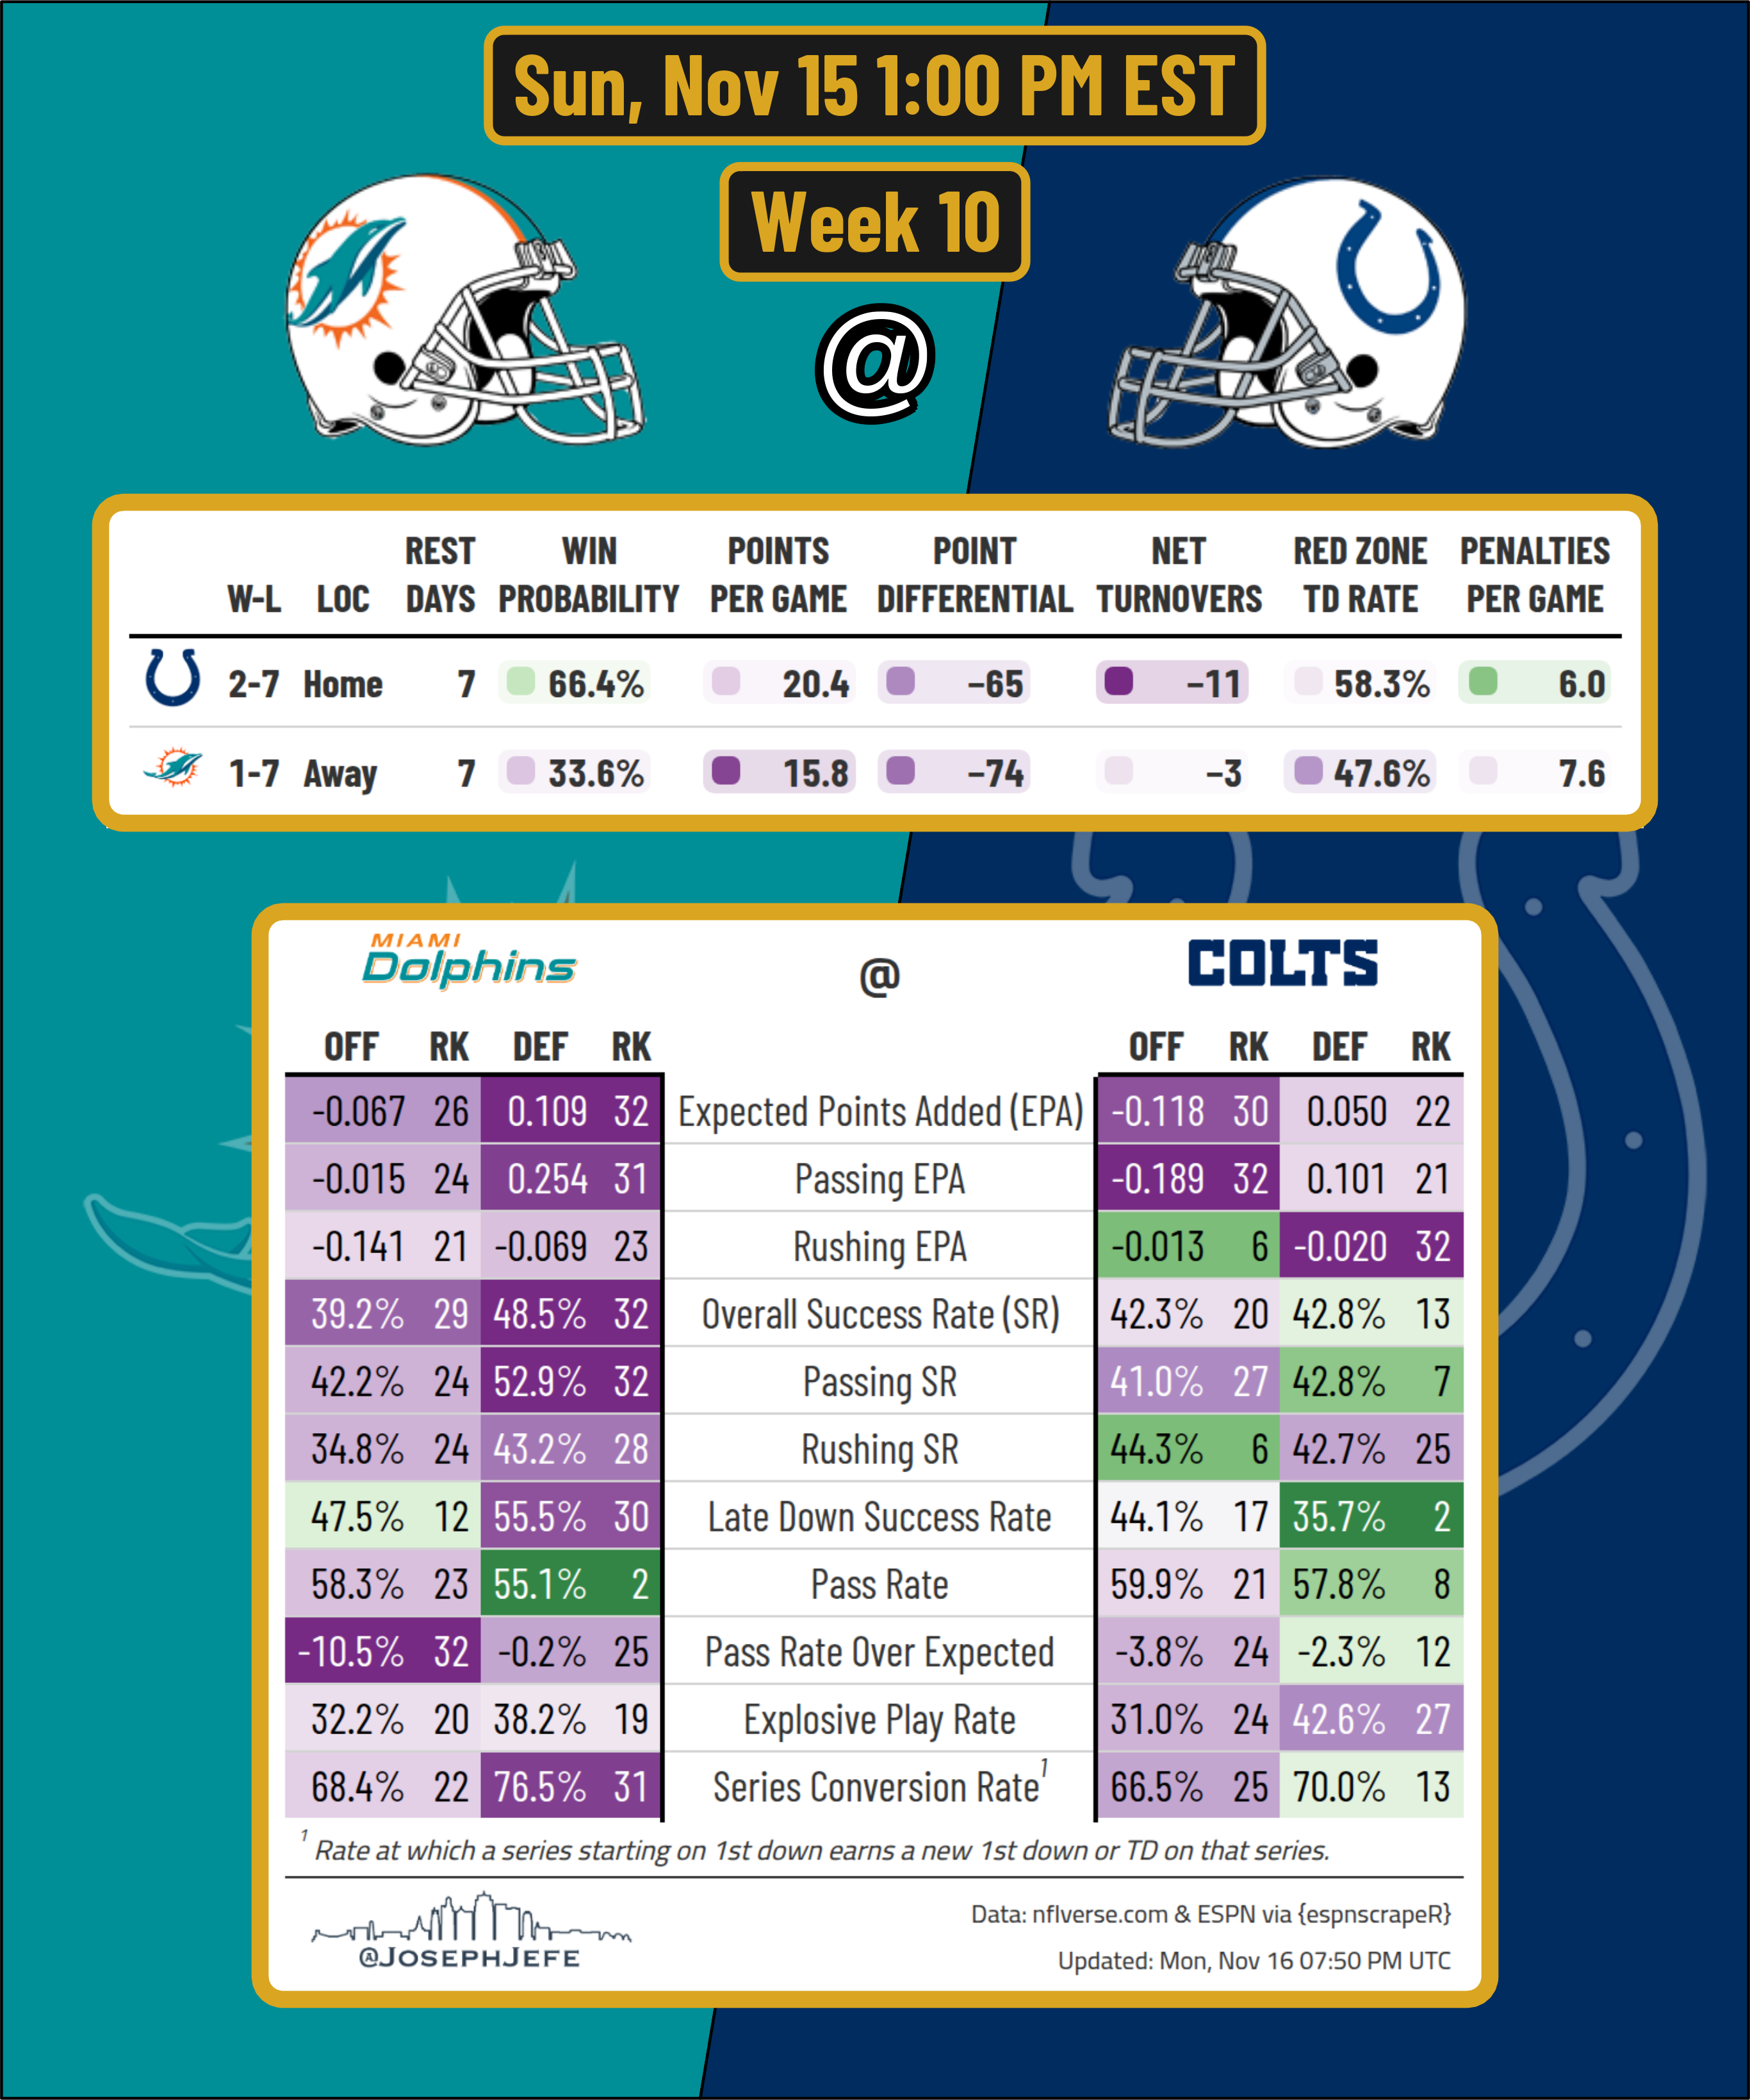 Sun, Nov 15 1:00 PM EST
Week 10
@
W-L LOC REST DAYS WIN PROBABILITY POINTS PER GAME POINT DIFFERENTIAL NET TURNOVERS RED ZONE TD RATE PENALTIES PER GAME
2-7 Home 7 66.4% 20.4 −65 −11 58.3% 6.0
1-7 Away 7 33.6% 15.8 −74 −3 47.6% 7.6
MIAMI Dolphins @ COLTS
OFF RK DEF RK OFF RK DEF RK
-0.067 26 0.109 32 Expected Points Added (EPA) -0.118 30 0.050 22
-0.015 24 0.254 31 Passing EPA -0.189 32 0.101 21
-0.141 21 -0.069 23 Rushing EPA -0.013 6 -0.020 32
39.2% 29 48.5% 32 Overall Success Rate (SR) 42.3% 20 42.8% 13
42.2% 24 52.9% 32 Passing SR 41.0% 27 42.8% 7
34.8% 24 43.2% 28 Rushing SR 44.3% 6 42.7% 25
47.5% 12 55.5% 30 Late Down Success Rate 44.1% 17 35.7% 2
58.3% 23 55.1% 2 Pass Rate 59.9% 21 57.8% 8
-10.5% 32 -0.2% 25 Pass Rate Over Expected -3.8% 24 -2.3% 12
32.2% 20 38.2% 19 Explosive Play Rate 31.0% 24 42.6% 27
68.4% 22 76.5% 31 Series Conversion Rate1 66.5% 25 70.0% 13
1 Rate at which a series starting on 1st down earns a new 1st down or TD on that series.
@JOSEPHJEFE
Data: nflverse.com & ESPN via {espnscrapeR}
Updated: Mon, Nov 16 07:50 PM UTC